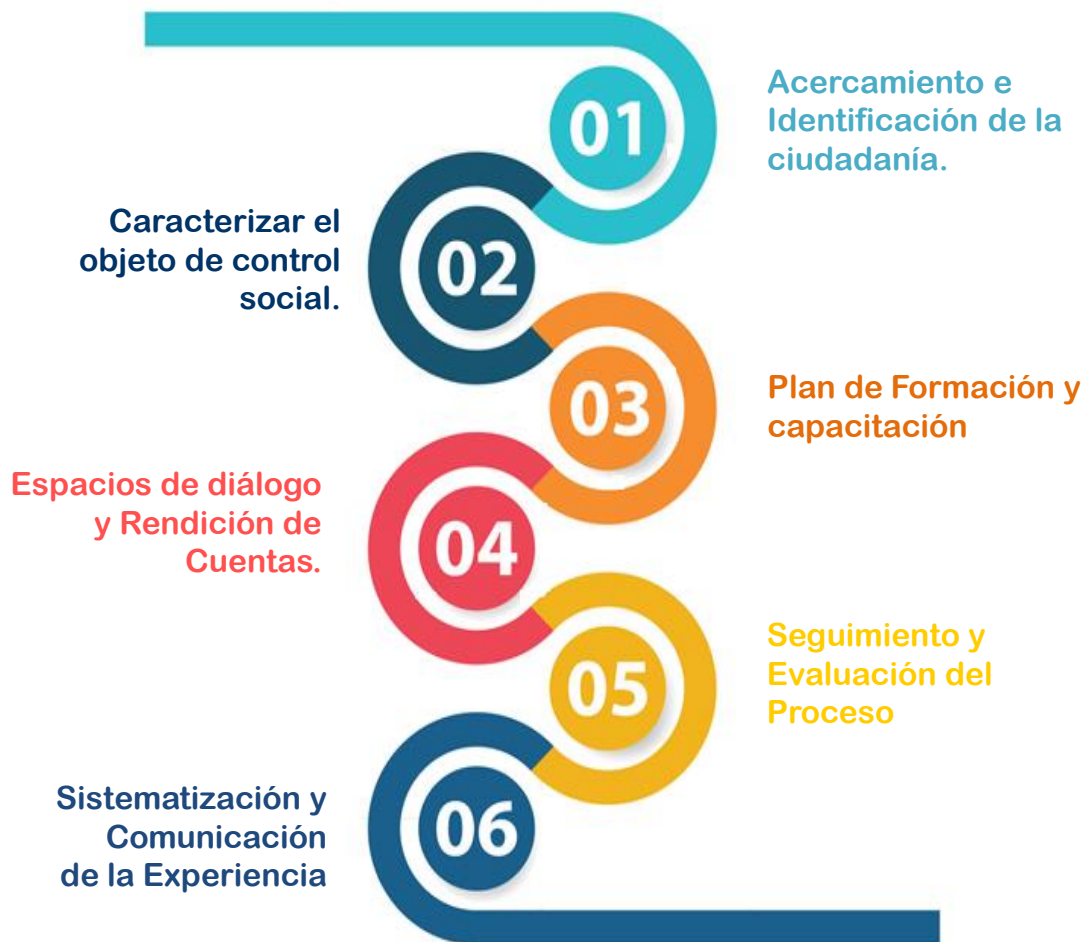 01
Acercamiento e
Identificación de la
ciudadanía.
Caracterizar el
objeto de control
social.
02
03
Plan de Formación y
capacitación
Espacios de diálogo
y Rendición de
Cuentas.
04
05
Seguimiento y
Evaluación del
Proceso
Sistematización y
Comunicación
de la Experiencia
06